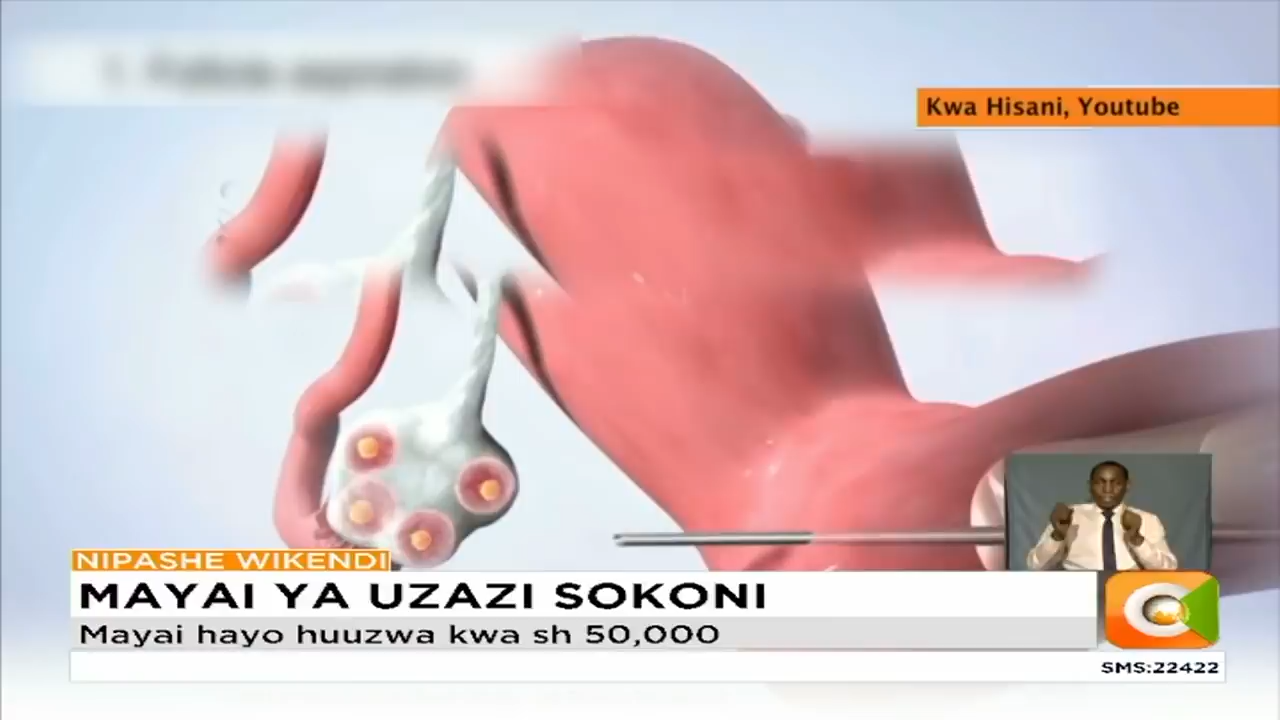 Kwa Hisani, Youtube
NIPASHE WIKENDI
MAYAI YA UZAZI SOKONI
Mayai hayo huuzwa kwa sh 50,000
SMS:22422